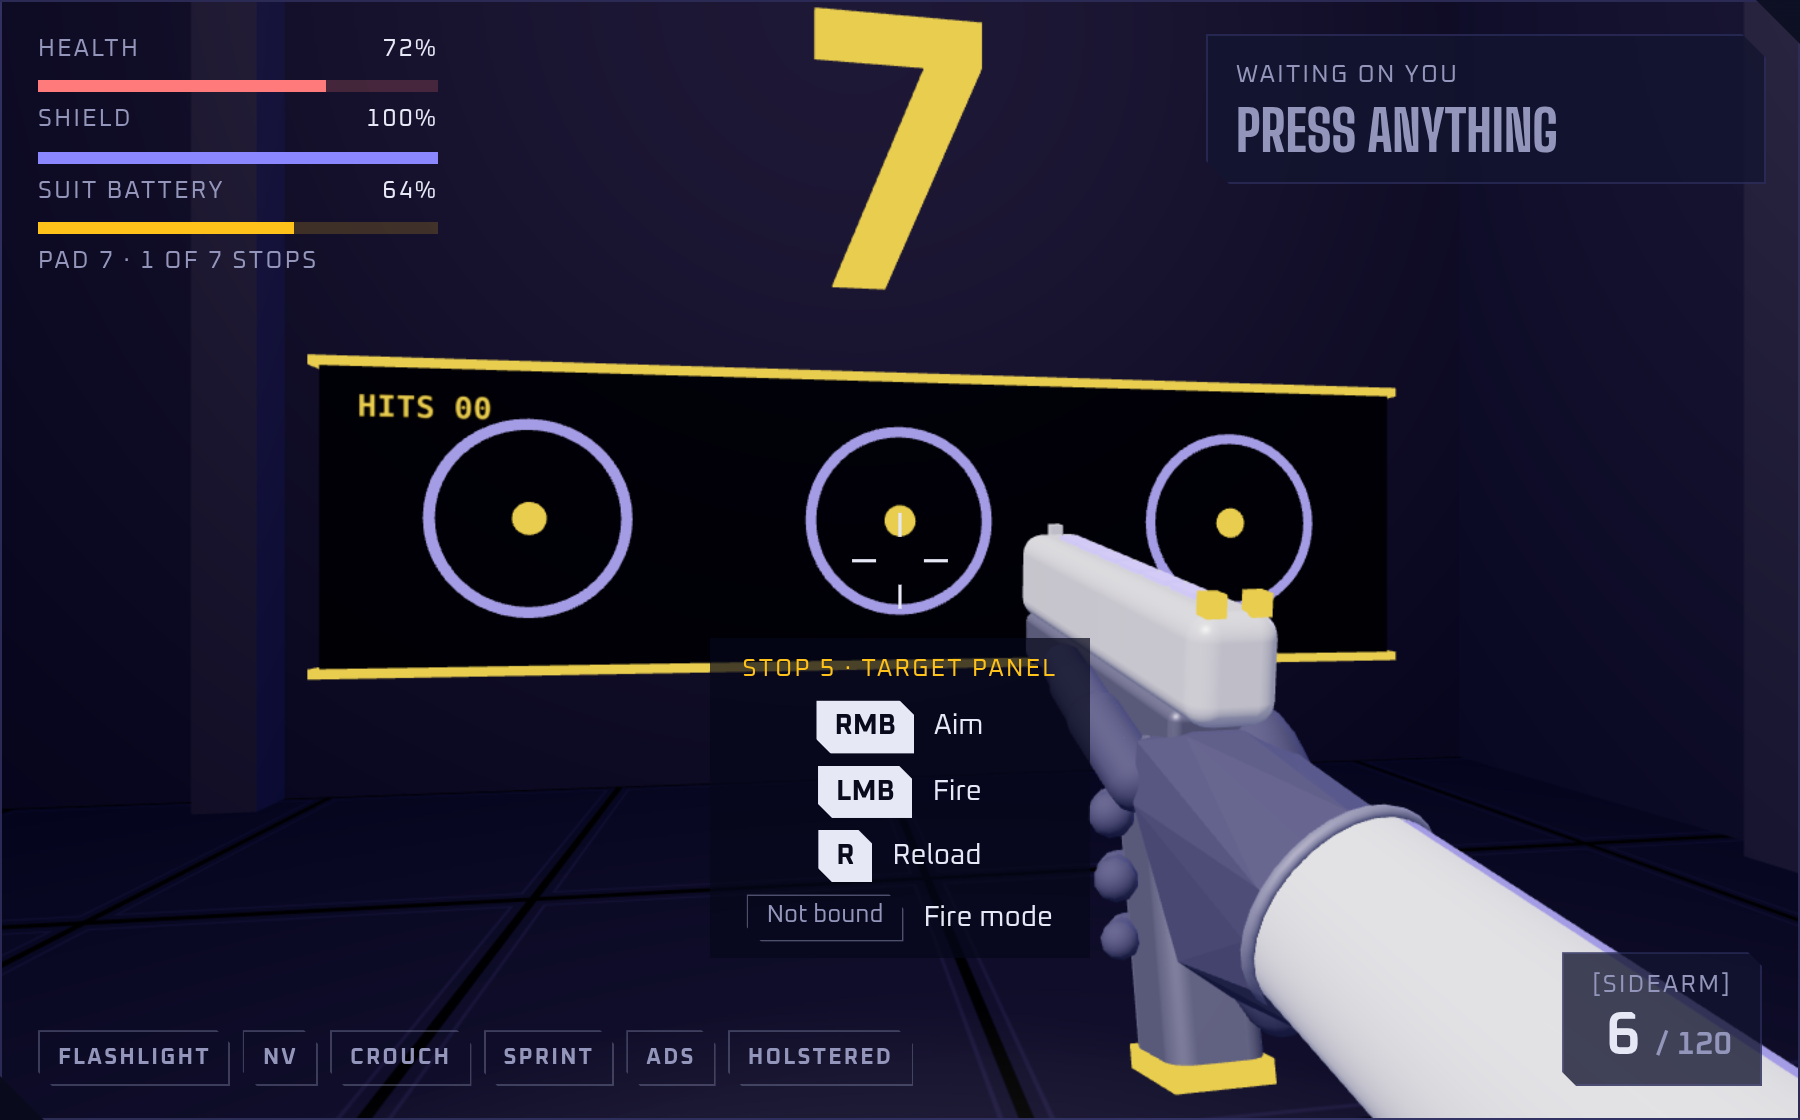 HEALTH 72%
SHIELD 100%
SUIT BATTERY 64%
PAD 7 · 1 OF 7 STOPS
7
WAITING ON YOU
PRESS ANYTHING
HITS 00
STOP 5 · TARGET PANEL
RMB Aim
LMB Fire
R Reload
Not bound Fire mode
FLASHLIGHT NV CROUCH SPRINT ADS HOLSTERED
[SIDEARM]
6 / 120